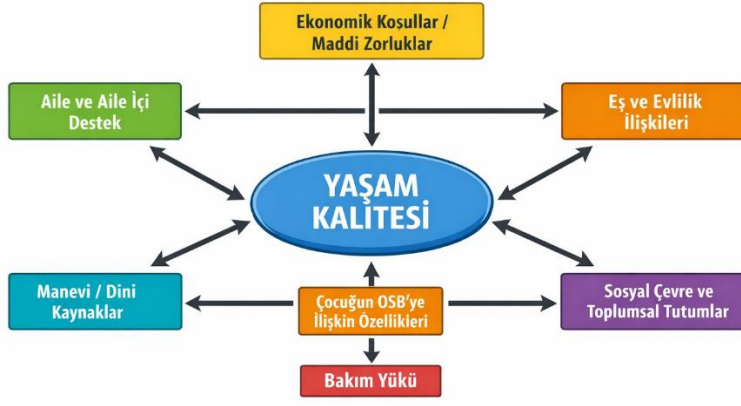 Ekonomik Koşullar /
Maddi Zorluklar
Aile ve Aile İçi
Destek
Eş ve Evlilik
İlişkileri
YAŞAM
KALİTESİ
Manevi / Dini
Kaynaklar
Çocuğun OSB'ye
İlişkin Özellikleri
Sosyal Çevre ve
Toplumsal Tutumlar
Bakım Yükü